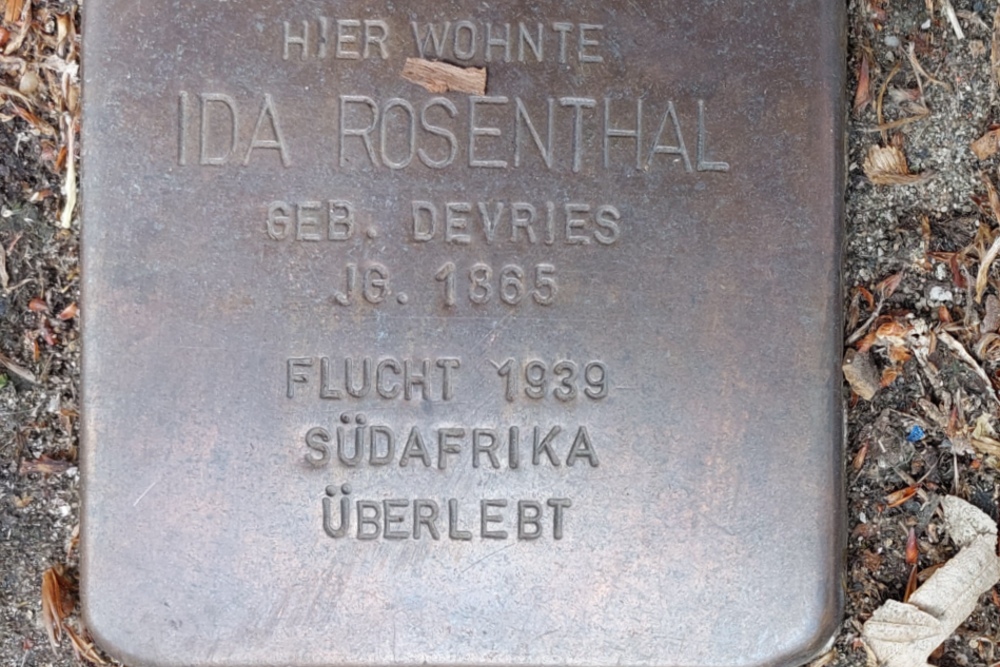 HIER WOHNTE
IDA ROSENTHAL
GEB. DEVRIES
JG. 1865
FLUCHT 1939
SÜDAFRIKA
ÜBERLEBT